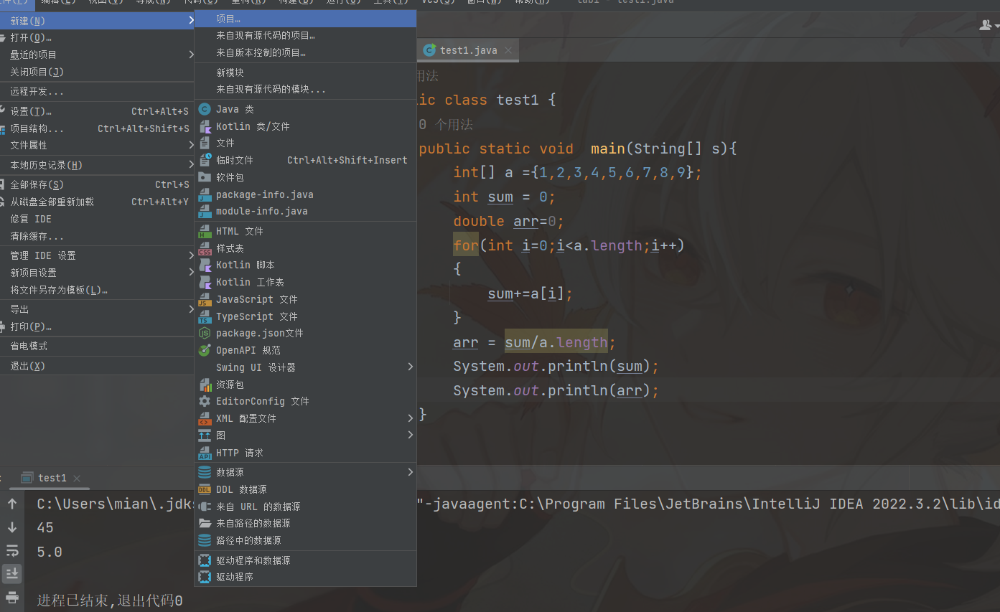 编辑(E) 视图(V) 导航(N) 代码(C) 重构(R) 构建(B) 运行(U) 工具(T) VCS(S) 窗口(W) 帮助(H) lab1 - test1.java
新建(N)
打开(O)…
最近的项目
关闭项目(J)
远程开发...
设置(T)… Ctrl+Alt+S
项目结构... Ctrl+Alt+Shift+S
文件属性
本地历史记录(H)
全部保存(S) Ctrl+S
从磁盘全部重新加载 Ctrl+Alt+Y
修复 IDE
清除缓存...
管理 IDE 设置
新项目设置
将文件另存为模板(L)…
导出
打印(P)…
省电模式
退出(X)
项目…
来自现有源代码的项目…
来自版本控制的项目…
新模块
来自现有源代码的模块...
Java 类
Kotlin 类/文件
文件
临时文件 Ctrl+Alt+Shift+Insert
软件包
package-info.java
module-info.java
HTML 文件
样式表
Kotlin 脚本
Kotlin 工作表
JavaScript 文件
TypeScript 文件
package.json文件
OpenAPI 规范
Swing UI 设计器
资源包
EditorConfig 文件
XML 配置文件
图
HTTP 请求
数据源
DDL 数据源
来自 URL 的数据源
来自路径的数据源
路径中的数据源
驱动程序和数据源
驱动程序
test1.java
用法
ic class test1 {
0 个用法
public static void  main(String[] s){
int[] a ={1,2,3,4,5,6,7,8,9};
int sum = 0;
double arr=0;
for(int i=0;i<a.length;i++)
{
sum+=a[i];
}
arr = sum/a.length;
System.out.println(sum);
System.out.println(arr);
}
test1
C:\Users\mian\.jdks "-javaagent:C:\Program Files\JetBrains\IntelliJ IDEA 2022.3.2\lib\id
45
5.0
进程已结束,退出代码0